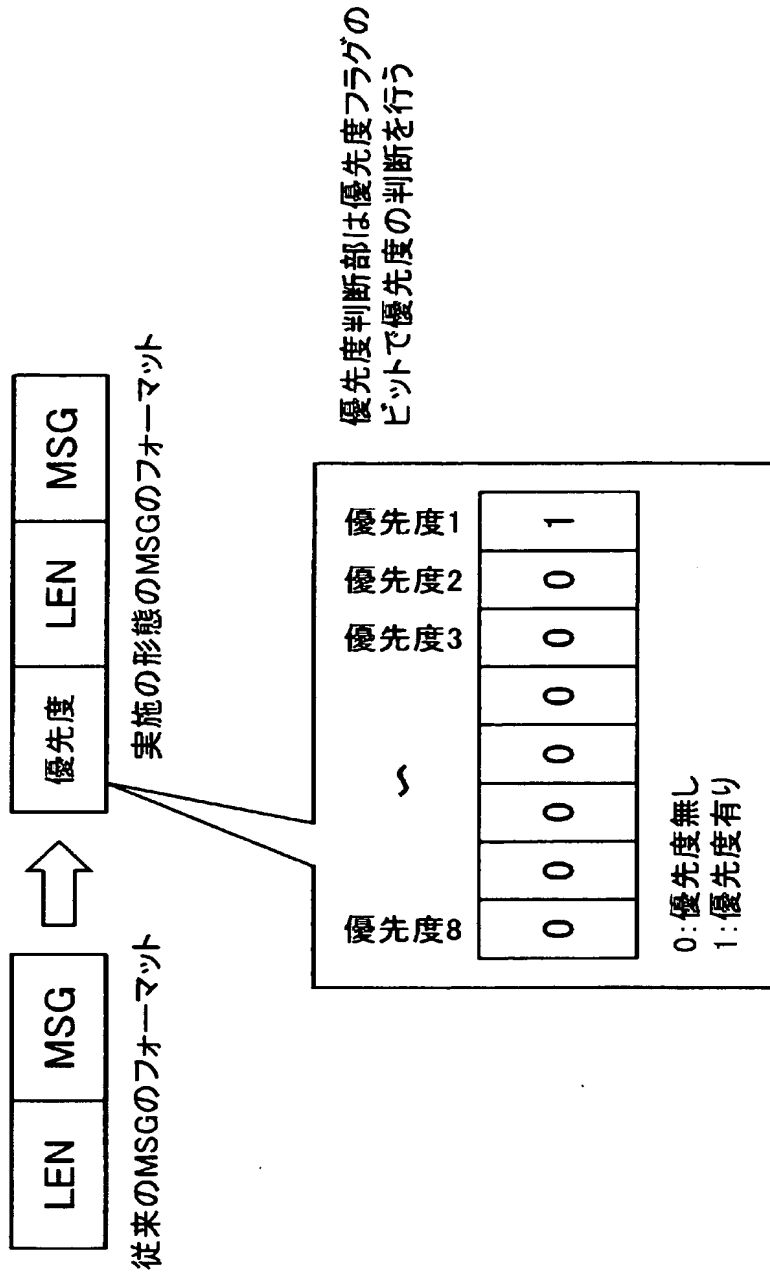 LEN MSG
従来のMSGのフォーマット
優先度 LEN MSG
実施の形態のMSGのフォーマット
優先度8 ~ 優先度3 優先度2 優先度1
0 0 0 0 0 0 0 1
0:優先度無し
1:優先度有り
優先度判断部は優先度フラグの
ビットで優先度の判断を行う